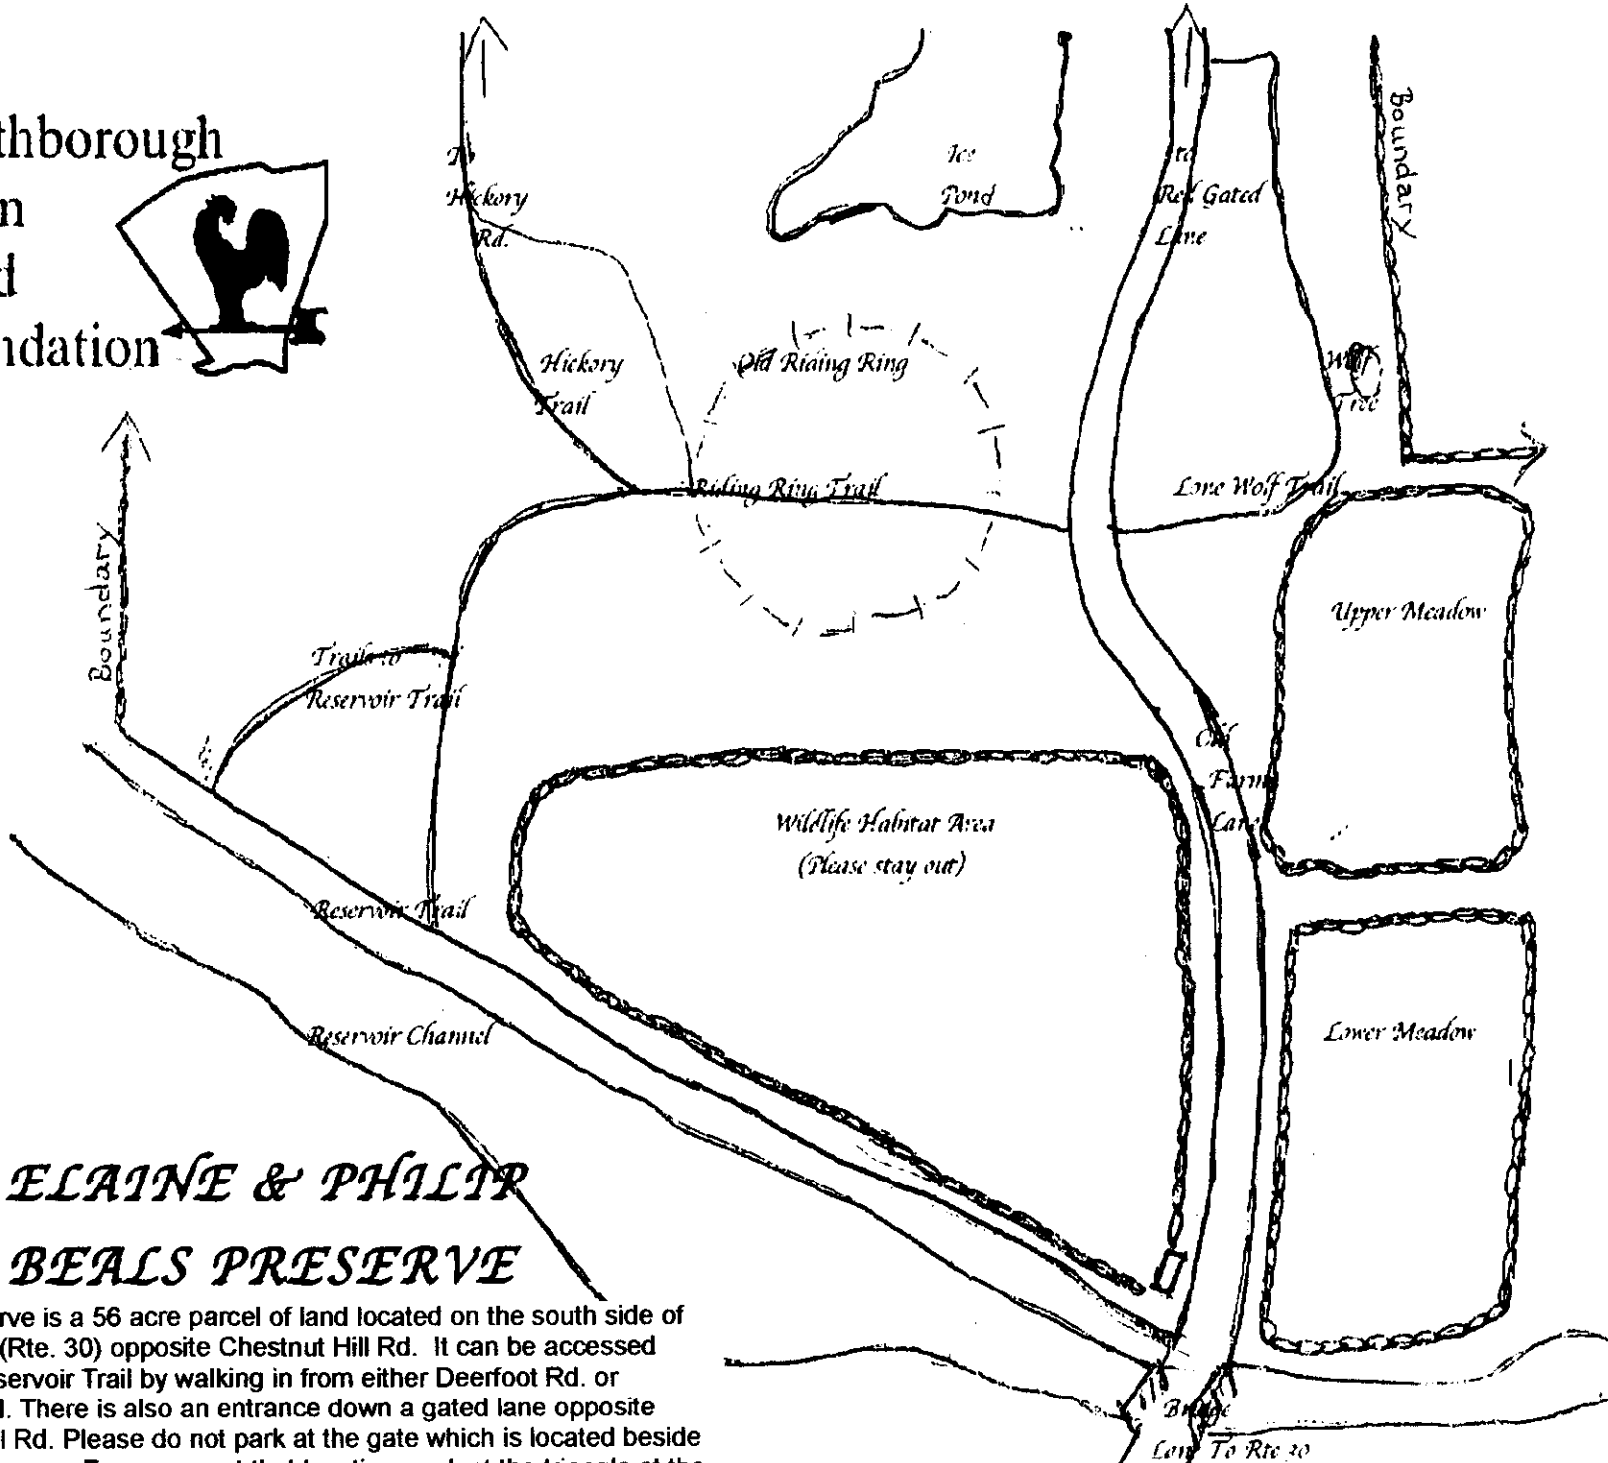 thborough
n
d
ndation
To
Hickory
Rd.
Ice
Pond
to
Red Gated
Lane
Boundary
Hickory
Trail
Old Riding Ring
Wolf
Tree
Riding Ring Trail
Lone Wolf Trail
Boundary
Upper Meadow
Trails to
Reservoir Trail
Old
Farm
Lane
Wildlife Habitat Area
(Please stay out)
Reservoir Trail
Reservoir Channel
Lower Meadow
ELAINE & PHILIP
BEALS PRESERVE
rve is a 56 acre parcel of land located on the south side of
(Rte. 30) opposite Chestnut Hill Rd. It can be accessed
servoir Trail by walking in from either Deerfoot Rd. or
. There is also an entrance down a gated lane opposite
l Rd. Please do not park at the gate which is located beside
Bridge
Lane To Rte 30